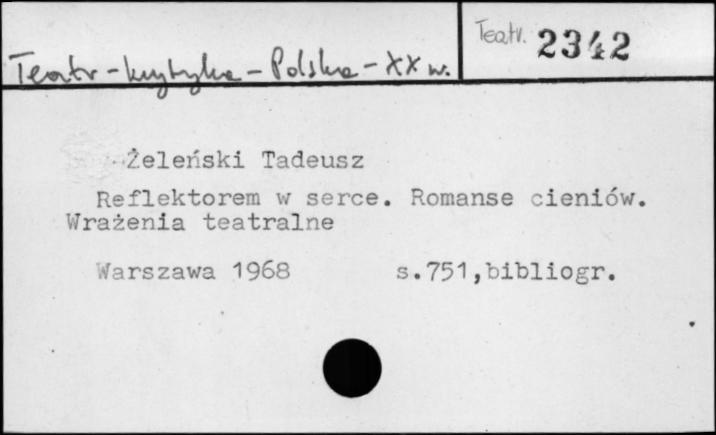 Teatr - krytyka - Polska - XX w.
Teatr. 2342
Żeleński Tadeusz
Reflektorem w serce. Romanse cieniów.
Wrażenia teatralne
Warszawa 1968 s.751,bibliogr.